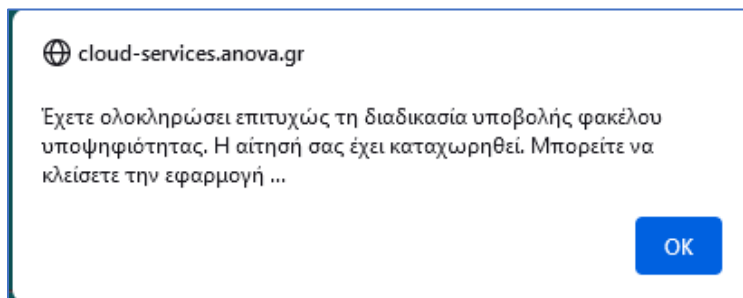 cloud-services.anova.gr
Έχετε ολοκληρώσει επιτυχώς τη διαδικασία υποβολής φακέλου
υποψηφιότητας. Η αίτησή σας έχει καταχωρηθεί. Μπορείτε να
κλείσετε την εφαρμογή ...
OK